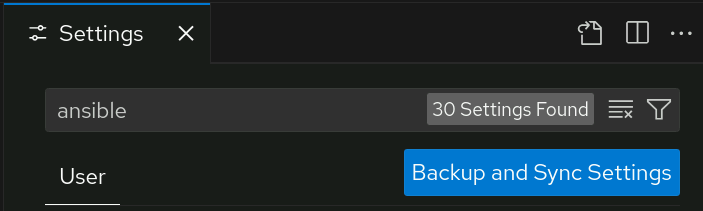 Settings
ansible 30 Settings Found
User Backup and Sync Settings